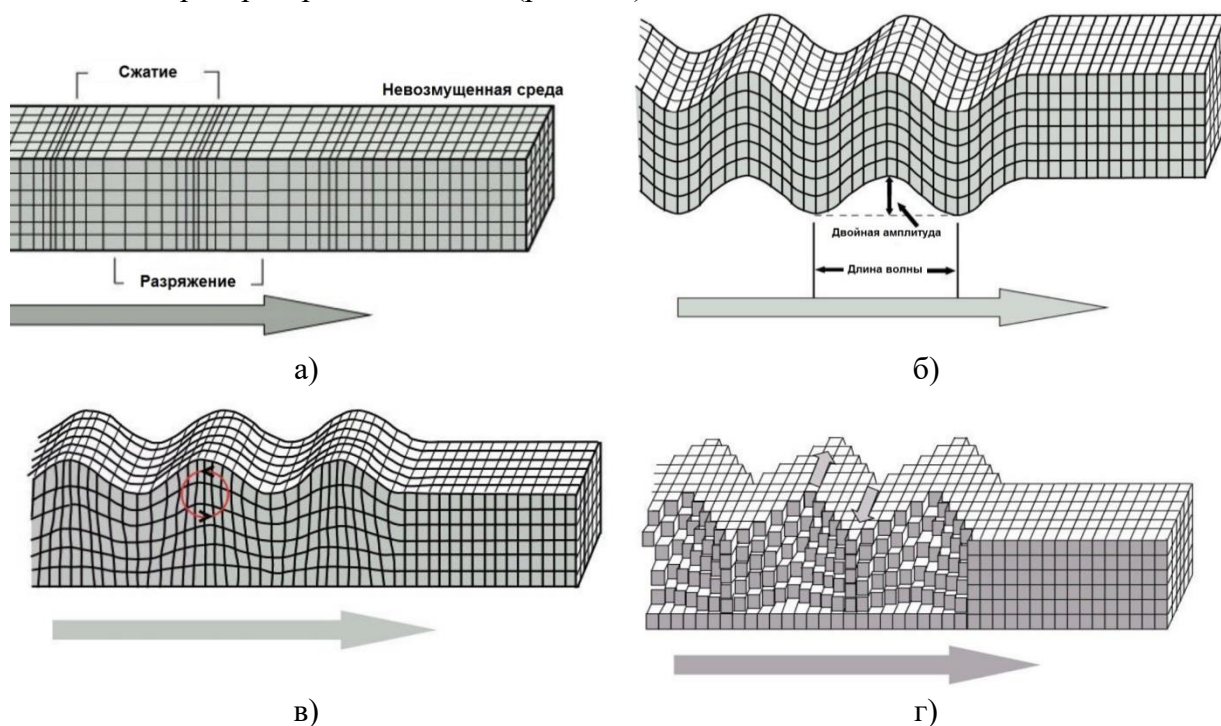 Сжатие
Невозмущенная среда
Разряжение
а)
Двойная амплитуда
Длина волны
б)
в)
г)